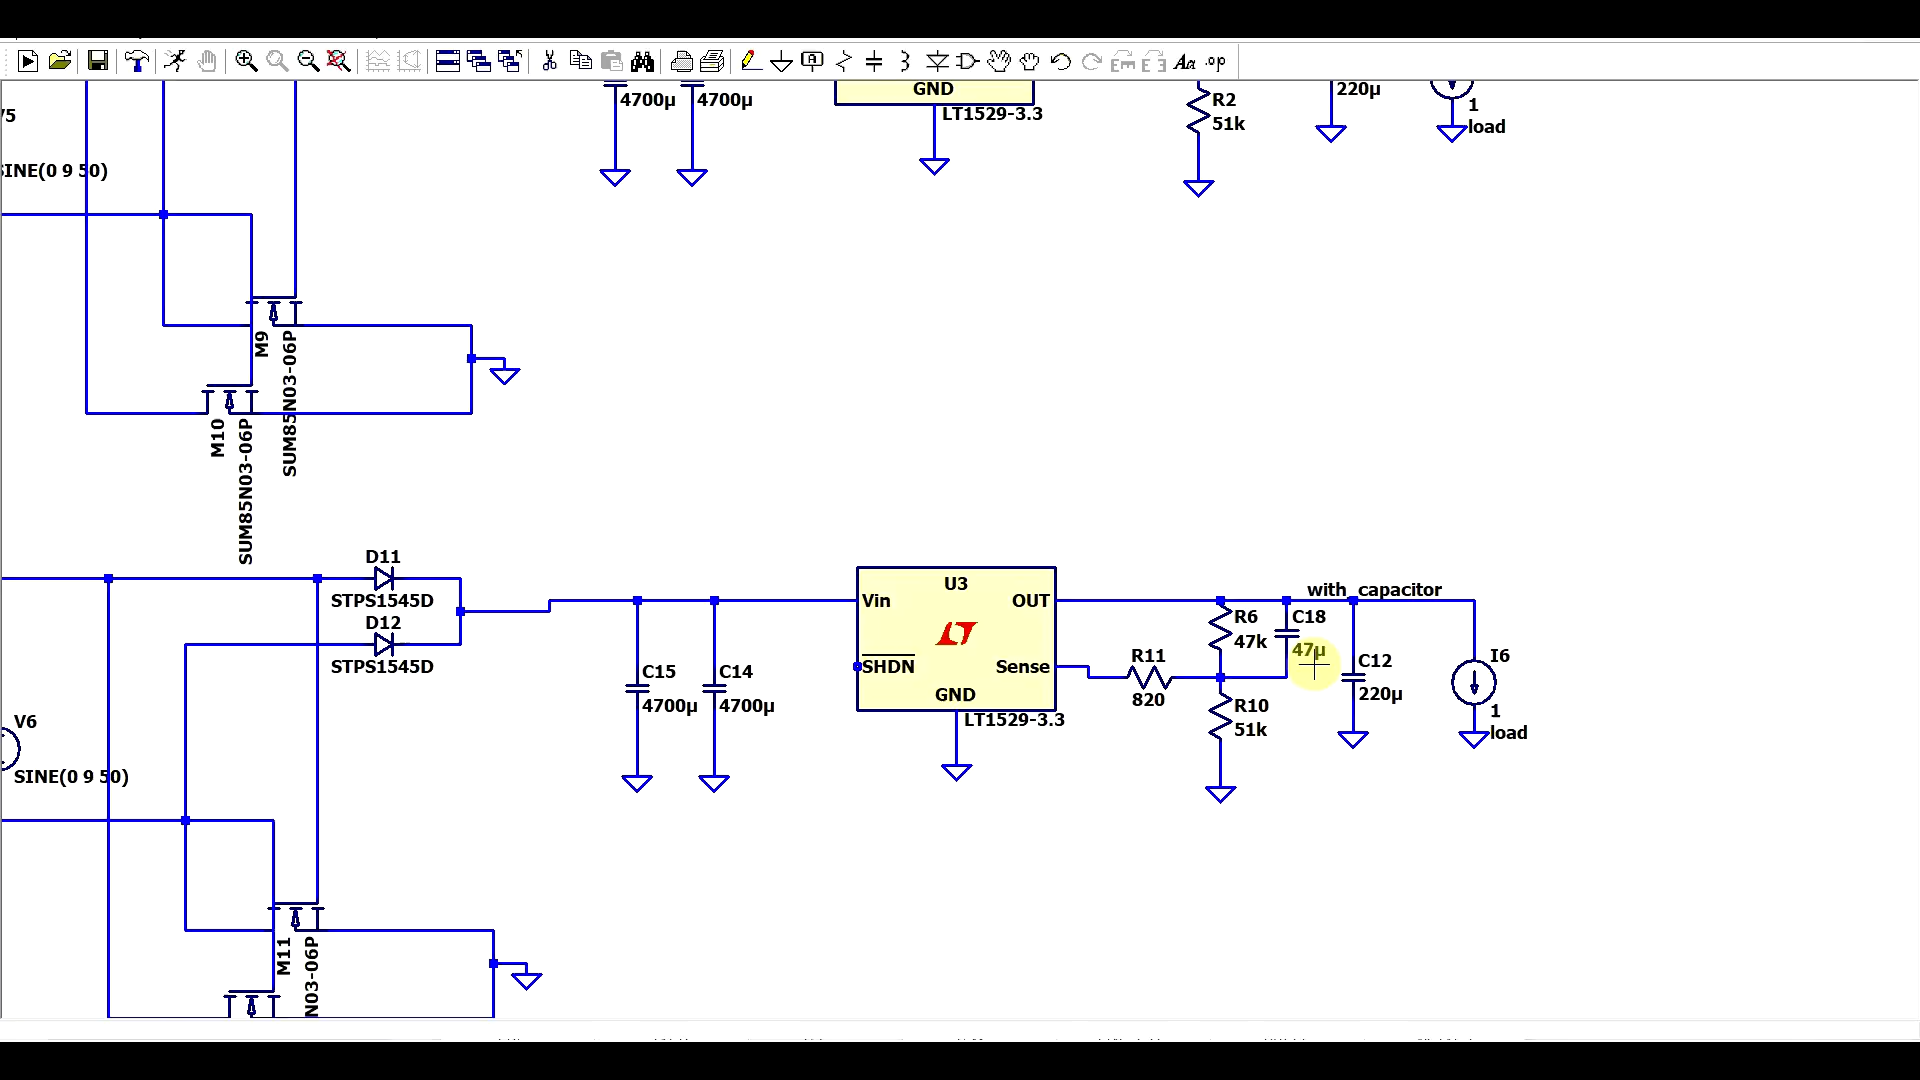 Aa .op
4700µ 4700µ
GND
LT1529-3.3
R2
51k
220µ
1
load
SINE(0 9 50)
M9
SUM85N03-06P
M10
SUM85N03-06P
D11
STPS1545D
D12
STPS1545D
V6
SINE(0 9 50)
C15
4700µ
C14
4700µ
U3
Vin
OUT
SHDN
Sense
GND
LT1529-3.3
R11
820
R6
47k
C18
47µ
with_capacitor
R10
51k
C12
220µ
I6
1
load
M11
N03-06P